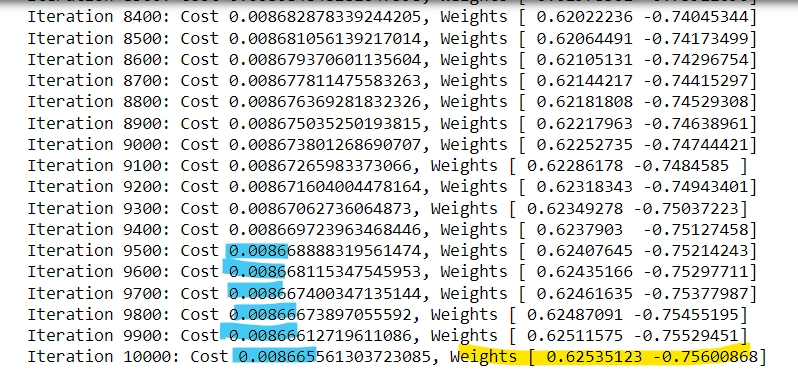 Iteration 8400: Cost 0.008682878339244205, Weights [ 0.62022236 -0.74045344]
Iteration 8500: Cost 0.008681056139217014, Weights [ 0.62064491 -0.74173499]
Iteration 8600: Cost 0.008679370601135604, Weights [ 0.62105131 -0.74296754]
Iteration 8700: Cost 0.008677811475583263, Weights [ 0.62144217 -0.74415297]
Iteration 8800: Cost 0.008676369281832326, Weights [ 0.62181808 -0.74529308]
Iteration 8900: Cost 0.008675035250193815, Weights [ 0.62217963 -0.74638961]
Iteration 9000: Cost 0.008673801268690707, Weights [ 0.62252735 -0.74744421]
Iteration 9100: Cost 0.00867265983373066, Weights [ 0.62286178 -0.7484585 ]
Iteration 9200: Cost 0.008671604004478164, Weights [ 0.62318343 -0.74943401]
Iteration 9300: Cost 0.00867062736064873, Weights [ 0.62349278 -0.75037223]
Iteration 9400: Cost 0.008669723963468446, Weights [ 0.6237903 -0.75127458]
Iteration 9500: Cost 0.008668888319561474, Weights [ 0.62407645 -0.75214243]
Iteration 9600: Cost 0.008668115347545953, Weights [ 0.62435166 -0.75297711]
Iteration 9700: Cost 0.008667400347135144, Weights [ 0.62461635 -0.75377987]
Iteration 9800: Cost 0.00866673897055592, Weights [ 0.62487091 -0.75455195]
Iteration 9900: Cost 0.00866612719611086, Weights [ 0.62511575 -0.75529451]
Iteration 10000: Cost 0.008665561303723085, Weights [ 0.62535123 -0.75600868]